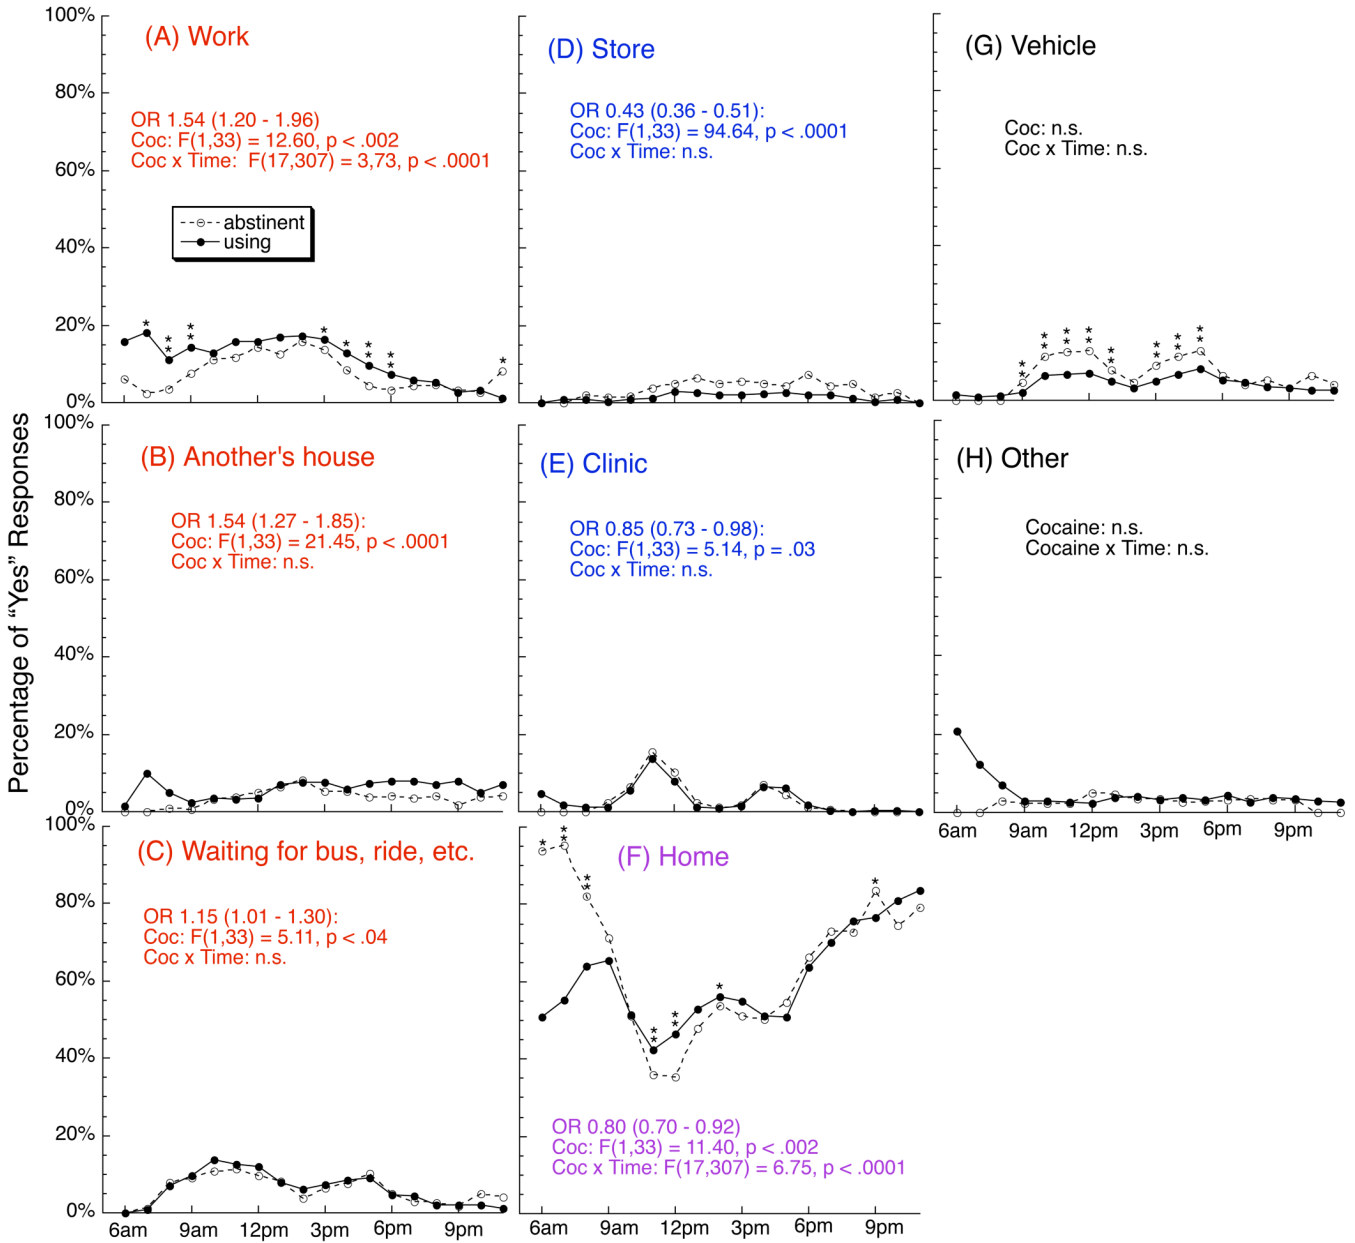 Percentage of “Yes” Responses
100%
80%
60%
40%
20%
0%
(A) Work
OR 1.54 (1.20 - 1.96)
Coc: F(1,33) = 12.60, p < .002
Coc x Time:  F(17,307) = 3,73, p < .0001
abstinent
using
* * * * * * * * * * * * *
(D) Store
OR 0.43 (0.36 - 0.51):
Coc: F(1,33) = 94.64, p < .0001
Coc x Time: n.s.
(G) Vehicle
Coc: n.s.
Coc x Time: n.s.
* * * * * * * * * * * * * * * *
100%
80%
60%
40%
20%
0%
(B) Another's house
OR 1.54 (1.27 - 1.85):
Coc: F(1,33) = 21.45, p < .0001
Coc x Time: n.s.
(E) Clinic
OR 0.85 (0.73 - 0.98):
Coc: F(1,33) = 5.14, p = .03
Coc x Time: n.s.
(H) Other
Cocaine: n.s.
Cocaine x Time: n.s.
6am 9am 12pm 3pm 6pm 9pm
100%
80%
60%
40%
20%
0%
(C) Waiting for bus, ride, etc.
OR 1.15 (1.01 - 1.30):
Coc: F(1,33) = 5.11, p < .04
Coc x Time: n.s.
6am 9am 12pm 3pm 6pm 9pm
(F) Home
* * * * * * * * * * *
OR 0.80 (0.70 - 0.92)
Coc: F(1,33) = 11.40, p < .002
Coc x Time: F(17,307) = 6.75, p < .0001
6am 9am 12pm 3pm 6pm 9pm